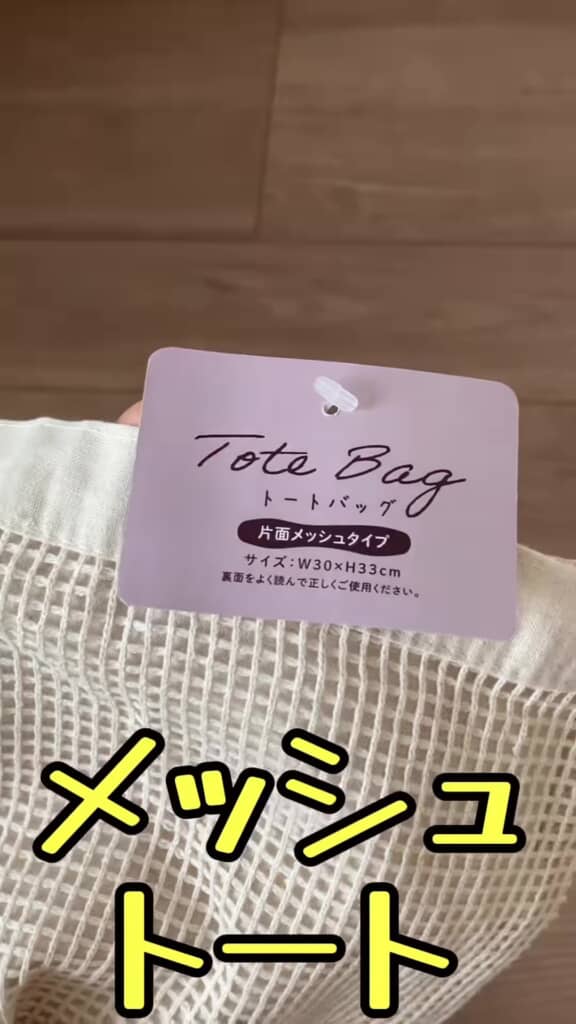 Tote Bag
トートバッグ
片面メッシュタイプ
サイズ：W30×H33cm
裏面をよく読んで正しくご使用ください。
メッシュ
トート